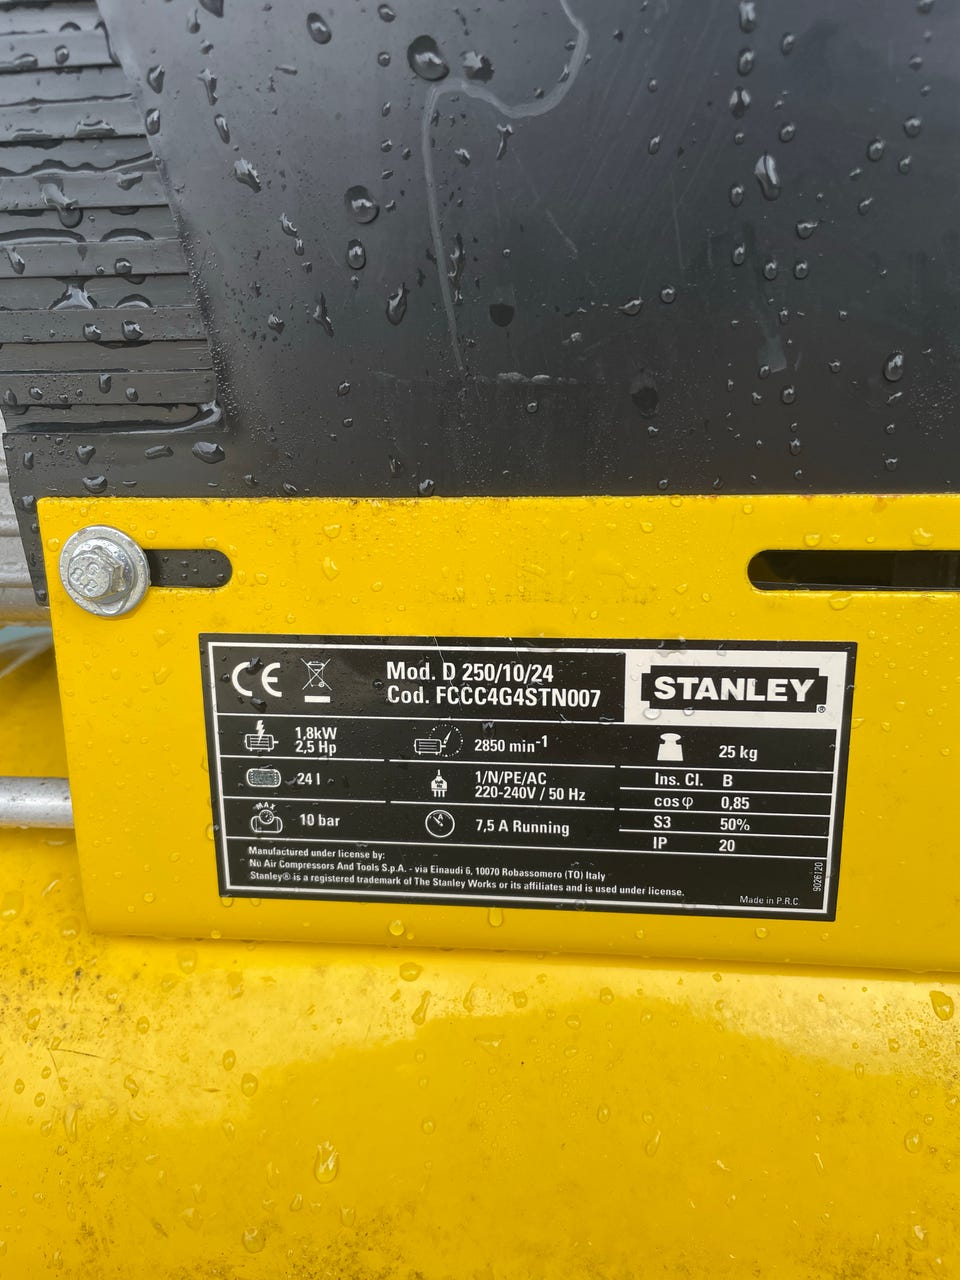 CE
Mod. D 250/10/24
Cod. FCCC4G4STN007
STANLEY®
1,8kW
2,5 Hp
2850 min-1
25 kg
24 l
1/N/PE/AC
220-240V / 50 Hz
Ins. Cl. B
cosφ 0,85
MAX
10 bar
A
7,5 A Running
S3 50%
IP 20
Manufactured under license by:
Nu Air Compressors And Tools S.p.A. - via Einaudi 6, 10070 Robassomero (TO) Italy
Stanley® is a registered trademark of The Stanley Works or its affiliates and is used under license.
Made in P.R.C.
9026120